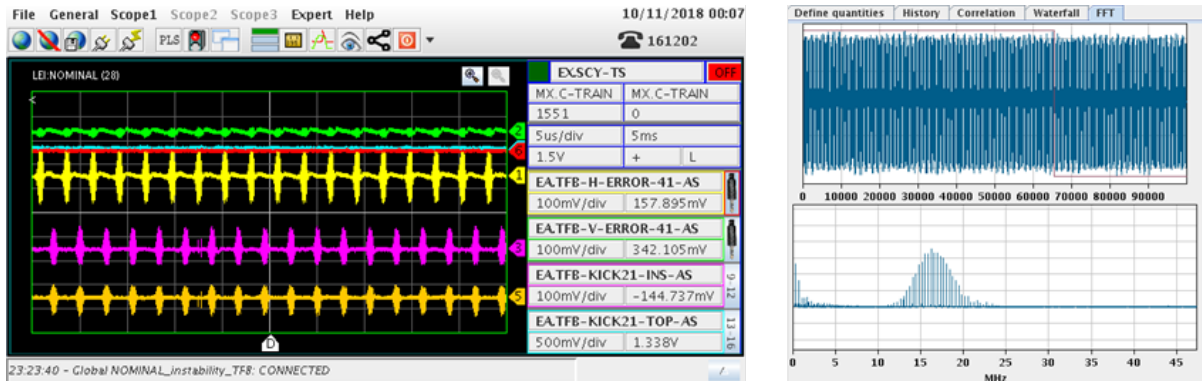 File General Scope1 Scope2 Scope3 Expert Help 10/11/2018 00:07
PLS 161202
LEI:NOMINAL (28)
EX.SCY-TS OFF
MX.C-TRAIN MX.C-TRAIN
1551 0
5us/div 5ms
1.5V + L
EA.TFB-H-ERROR-41-AS
100mV/div 157.895mV
EA.TFB-V-ERROR-41-AS
100mV/div 342.105mV
EA.TFB-KICK21-INS-AS
100mV/div -144.737mV
9-12
EA.TFB-KICK21-TOP-AS
500mV/div 1.338V
13-16
2
6
1
3
5
D
23:23:40 - Global NOMINAL_instability_TFB: CONNECTED
Define quantities History Correlation Waterfall FFT
0 10000 20000 30000 40000 50000 60000 70000 80000 90000
0 5 10 15 20 25 30 35 40 45
MHz